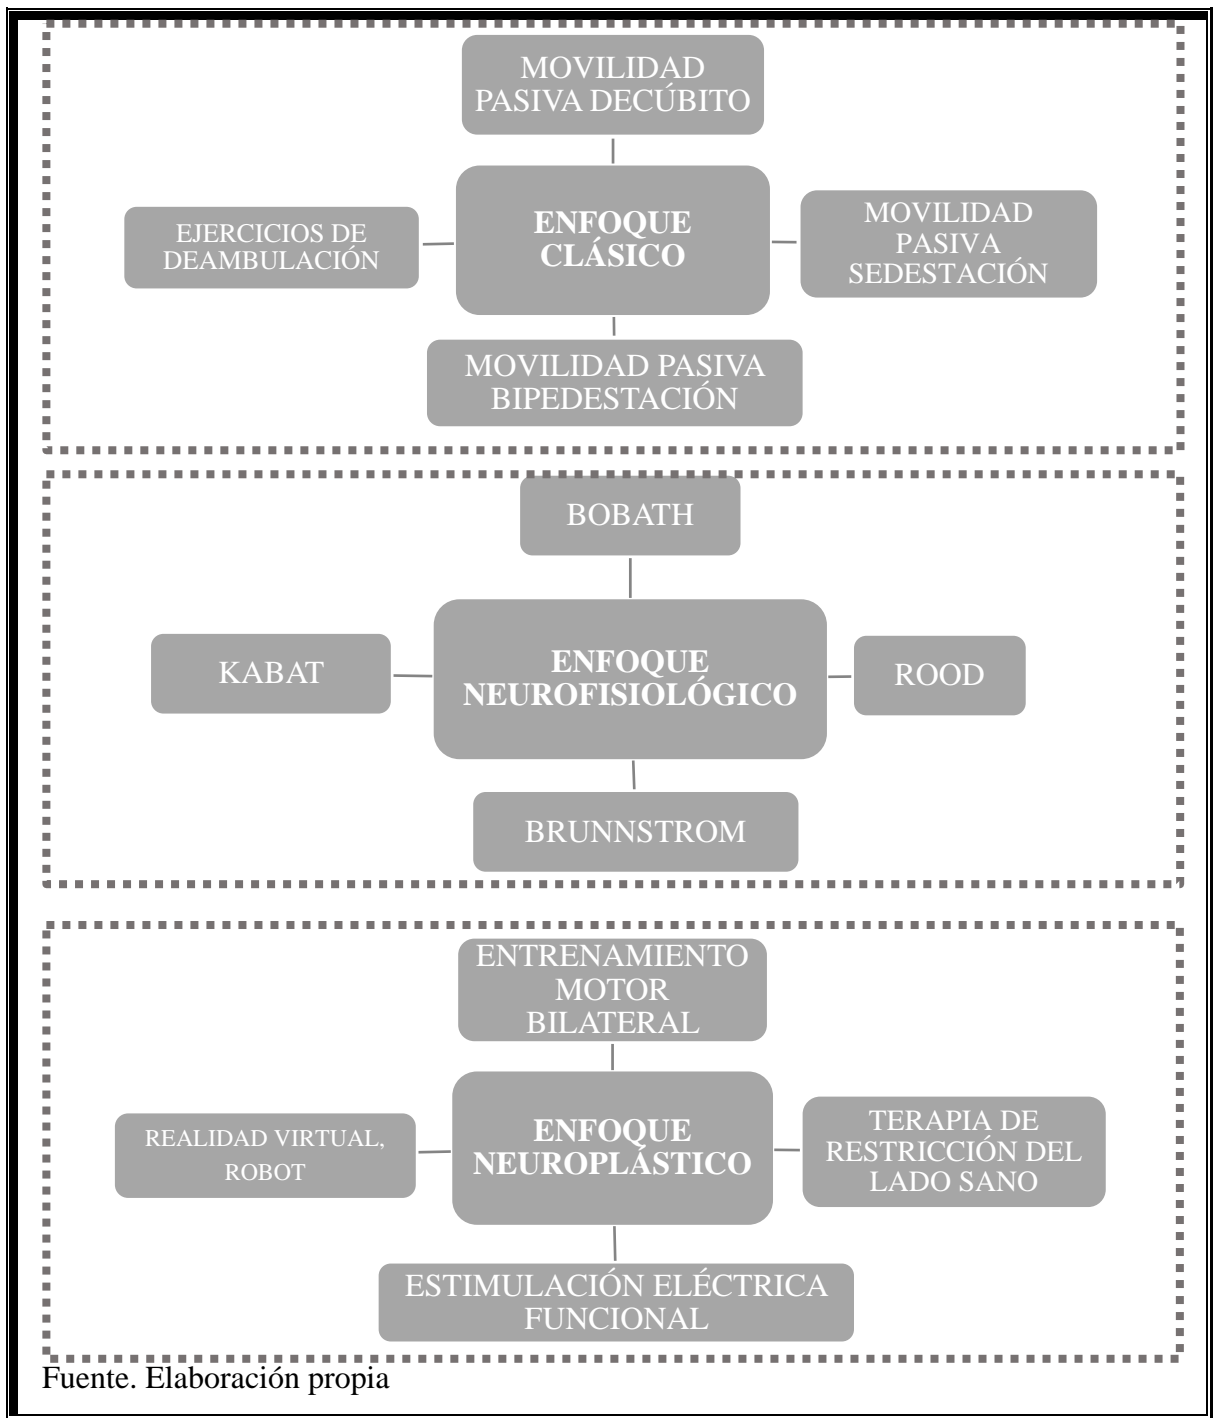 MOVILIDAD
PASIVA DECÚBITO
ENFOQUE
CLÁSICO
EJERCICIOS DE
DEAMBULACIÓN
MOVILIDAD
PASIVA
SEDESTACIÓN
MOVILIDAD PASIVA
BIPEDESTACIÓN
BOBATH
KABAT
ENFOQUE
NEUROFISIOLÓGICO
ROOD
BRUNNSTROM
ENTRENAMIENTO
MOTOR
BILATERAL
REALIDAD VIRTUAL,
ROBOT
ENFOQUE
NEUROPLÁSTICO
TERAPIA DE
RESTRICCIÓN DEL
LADO SANO
ESTIMULACIÓN ELÉCTRICA
FUNCIONAL
Fuente. Elaboración propia